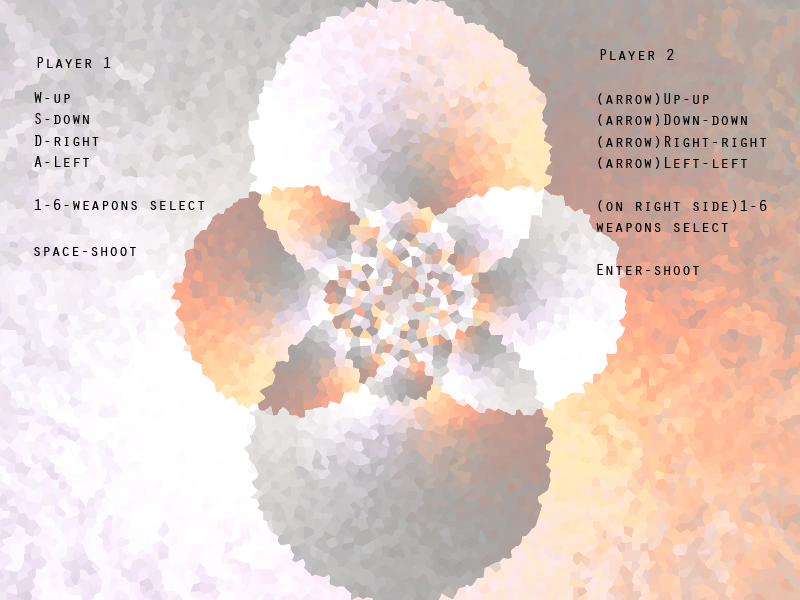 Player 1
W-up
S-down
D-right
A-Left
1-6-weapons select
space-shoot
Player 2
(arrow)Up-up
(arrow)Down-down
(arrow)Right-right
(arrow)Left-left
(on right side)1-6
weapons select
Enter-shoot